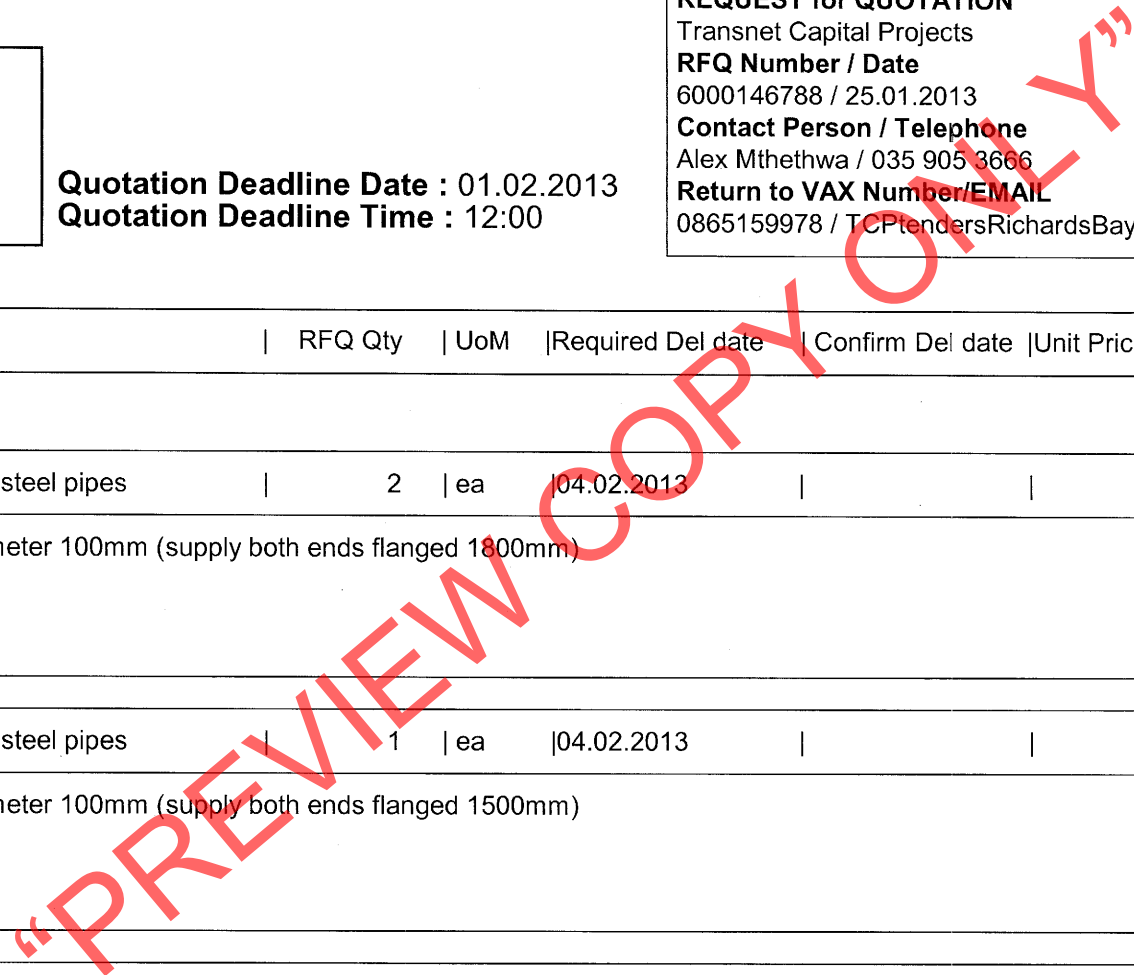 REQUEST for QUOTATION
Transnet Capital Projects
RFQ Number / Date
6000146788 / 25.01.2013
Contact Person / Telephone
Alex Mthethwa / 035 905 3666
Return to VAX Number/EMAIL
0865159978 / TCPtendersRichardsBay
Quotation Deadline Date : 01.02.2013
Quotation Deadline Time : 12:00
| RFQ Qty | UoM |Required Del date | Confirm Del date |Unit Pric
steel pipes | 2 | ea |04.02.2013 | |
neter 100mm (supply both ends flanged 1800mm)
steel pipes | 1 | ea |04.02.2013 | |
neter 100mm (supply both ends flanged 1500mm)
“PREVIEW COPY ONLY”